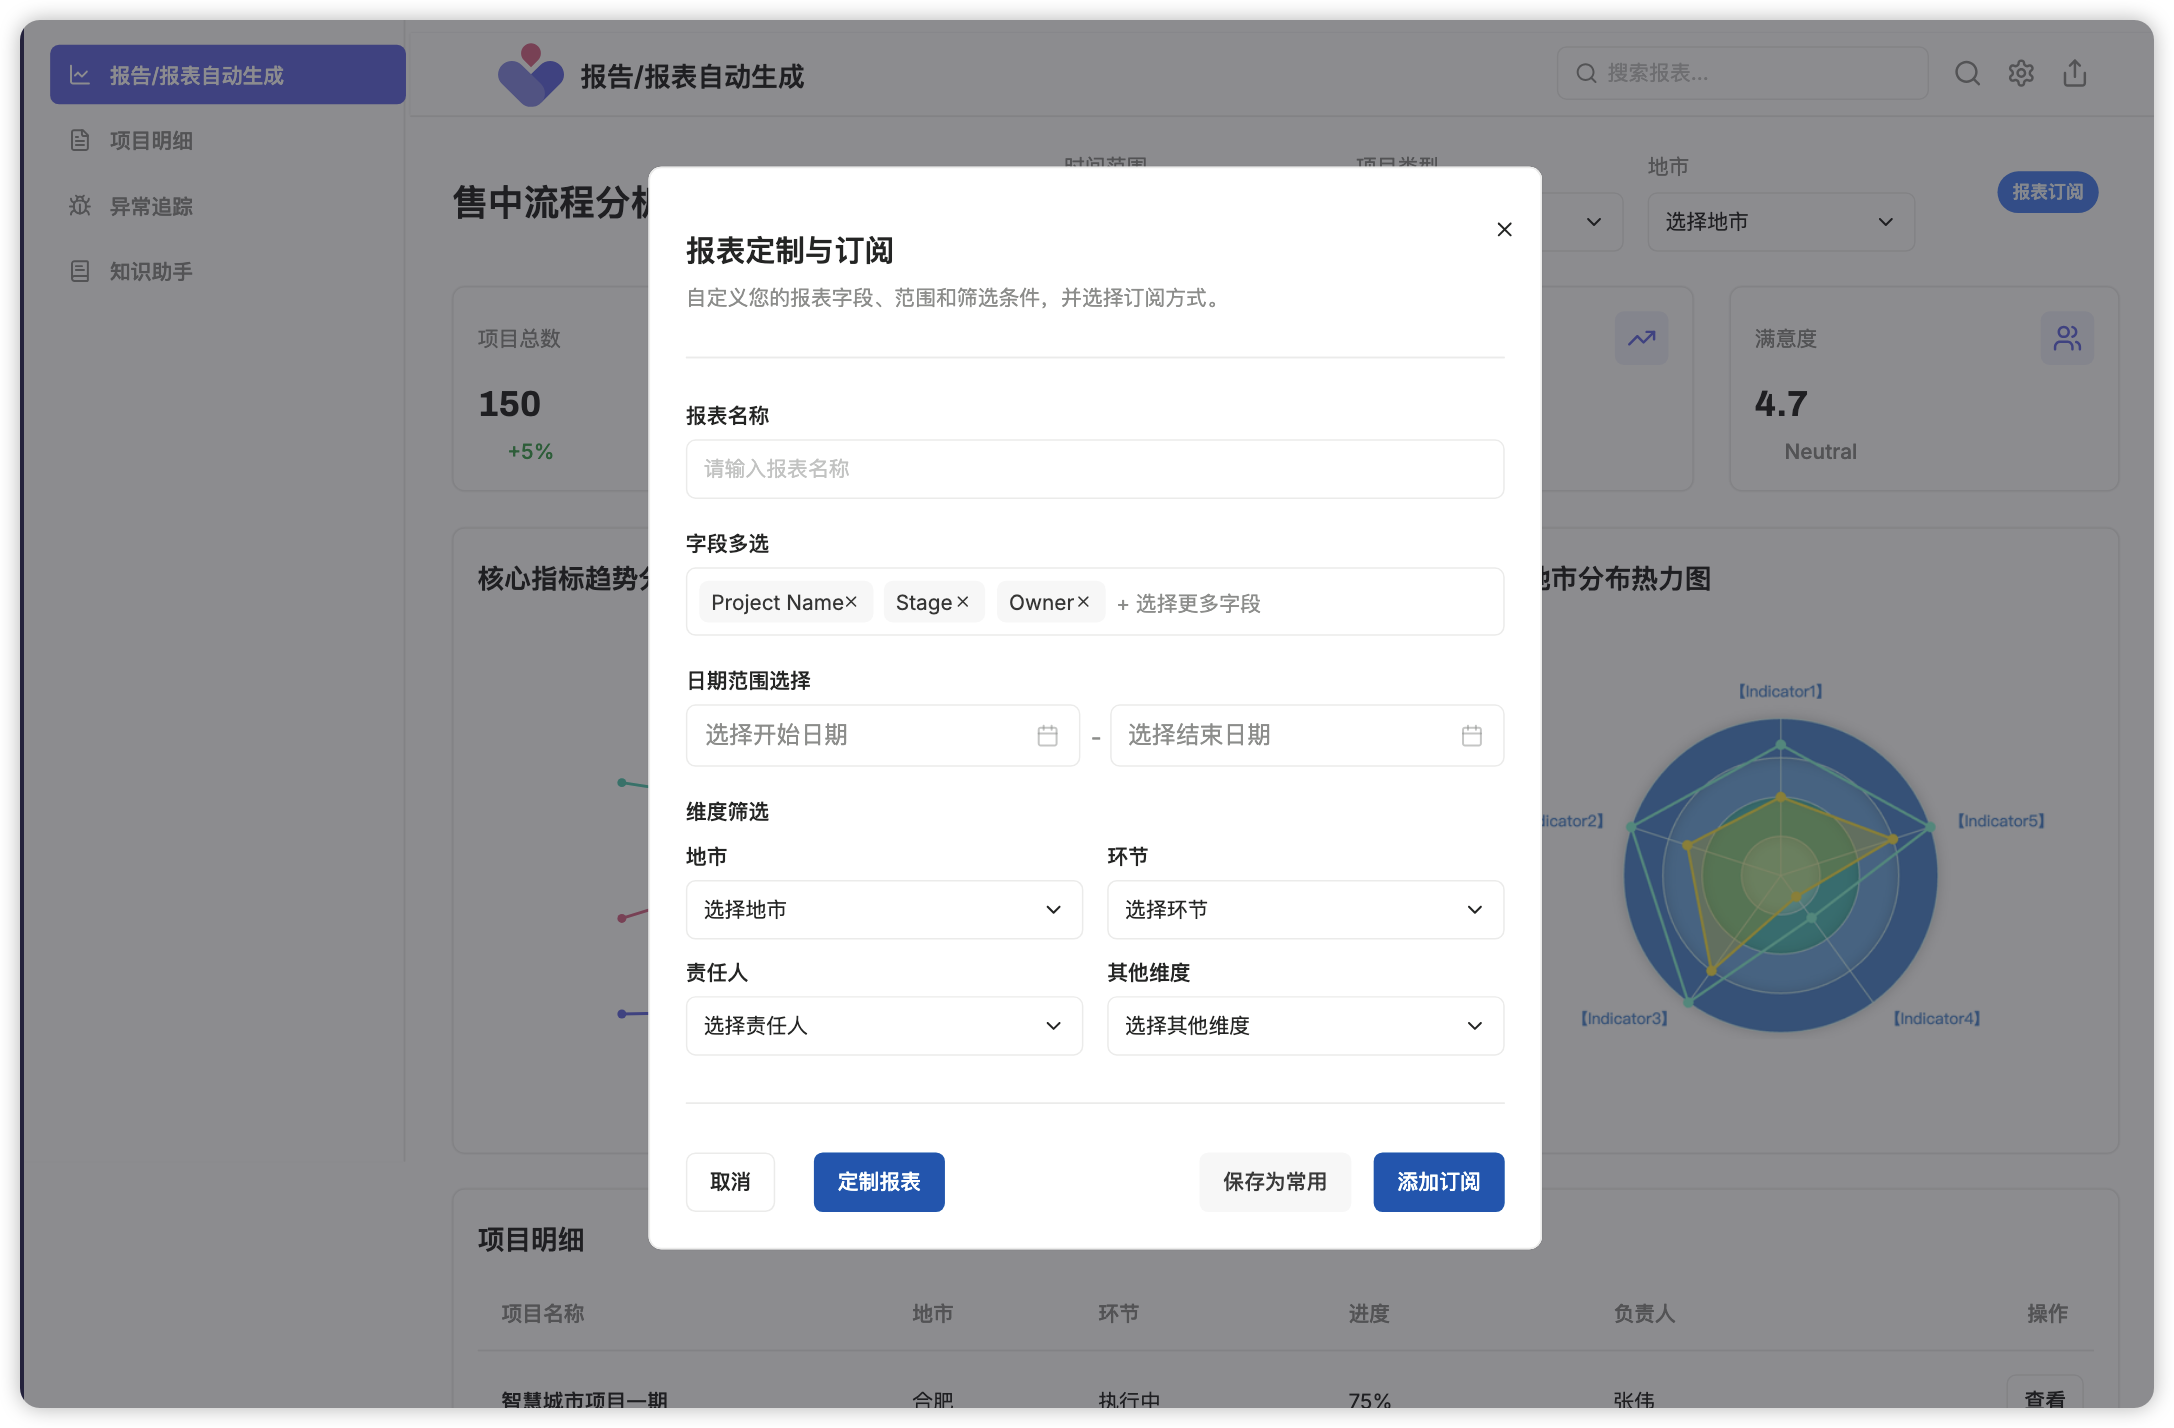 报告/报表自动生成
项目明细
异常追踪
知识助手
报告/报表自动生成
搜索报表...
时间范围
项目类型
地市
售中流程分析
选择地市
报表订阅
项目总数
150
+5%
满意度
4.7
Neutral
核心指标趋势分
地市分布热力图
【Indicator1】
dicator2】
【Indicator5】
【Indicator3】
【Indicator4】
报表定制与订阅
自定义您的报表字段、范围和筛选条件，并选择订阅方式。
报表名称
请输入报表名称
字段多选
Project Name× Stage× Owner× + 选择更多字段
日期范围选择
选择开始日期 - 选择结束日期
维度筛选
地市 环节
选择地市 选择环节
责任人 其他维度
选择责任人 选择其他维度
取消 定制报表 保存为常用 添加订阅
项目明细
项目名称 地市 环节 进度 负责人 操作
智慧城市项目一期 合肥 执行中 75% 张伟 查看